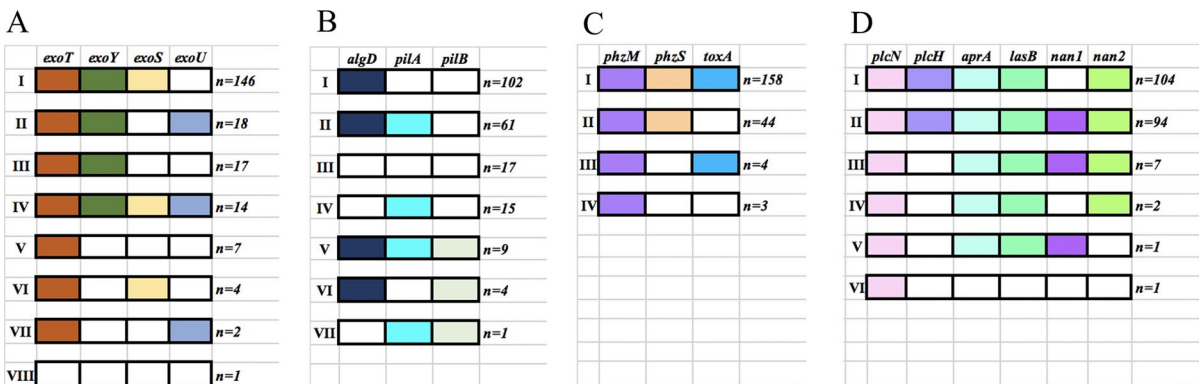 A
exoT exoY exoS exoU
I n=146
II n=18
III n=17
IV n=14
V n=7
VI n=4
VII n=2
VIII n=1
B
algD pilA pilB
I n=102
II n=61
III n=17
IV n=15
V n=9
VI n=4
VII n=1
C
phzM phzS toxA
I n=158
II n=44
III n=4
IV n=3
D
plcN plcH aprA lasB nan1 nan2
I n=104
II n=94
III n=7
IV n=2
V n=1
VI n=1